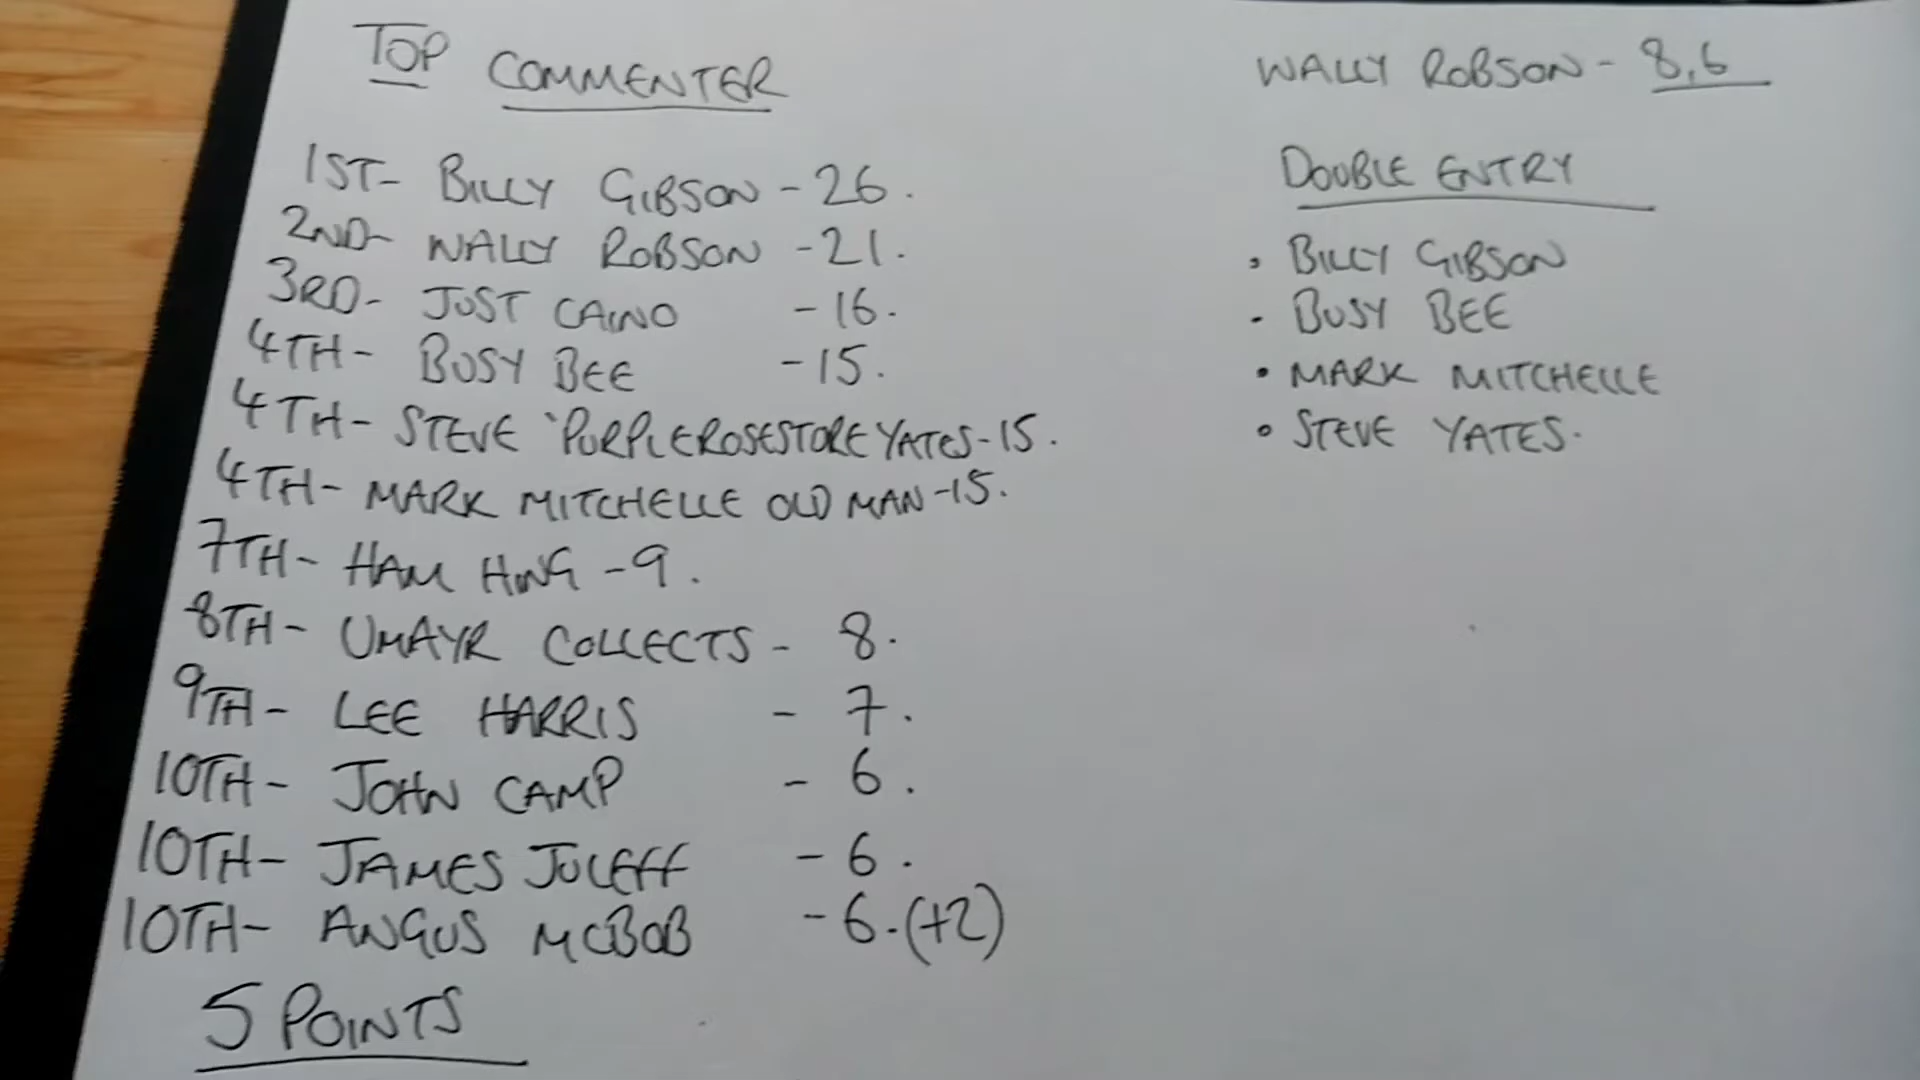 TOP COMMENTER
1ST- BILLY GIBSON - 26.
2ND- WALLY ROBSON - 21.
3RD- JUST CAINO - 16.
4TH- BUSY BEE - 15.
4TH- STEVE 'PURPLEROSESTORE YATES - 15.
4TH- MARK MITCHELLE OLD MAN - 15.
7TH- HAM HWG - 9.
8TH- UMAYR COLLECTS - 8.
9TH- LEE HARRIS - 7.
10TH- JOHN CAMP - 6.
10TH- JAMES JULEFF - 6.
10TH- ANGUS MCBOB - 6. (+2)
5 POINTS
WALLY ROBSON - 8,6
DOUBLE ENTRY
• BILLY GIBSON
• BUSY BEE
• MARK MITCHELLE
• STEVE YATES.